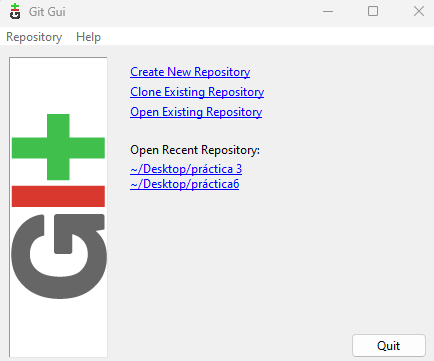 Git Gui
Repository Help
Create New Repository
Clone Existing Repository
Open Existing Repository
Open Recent Repository:
~/Desktop/práctica 3
~/Desktop/práctica6
Git
Quit